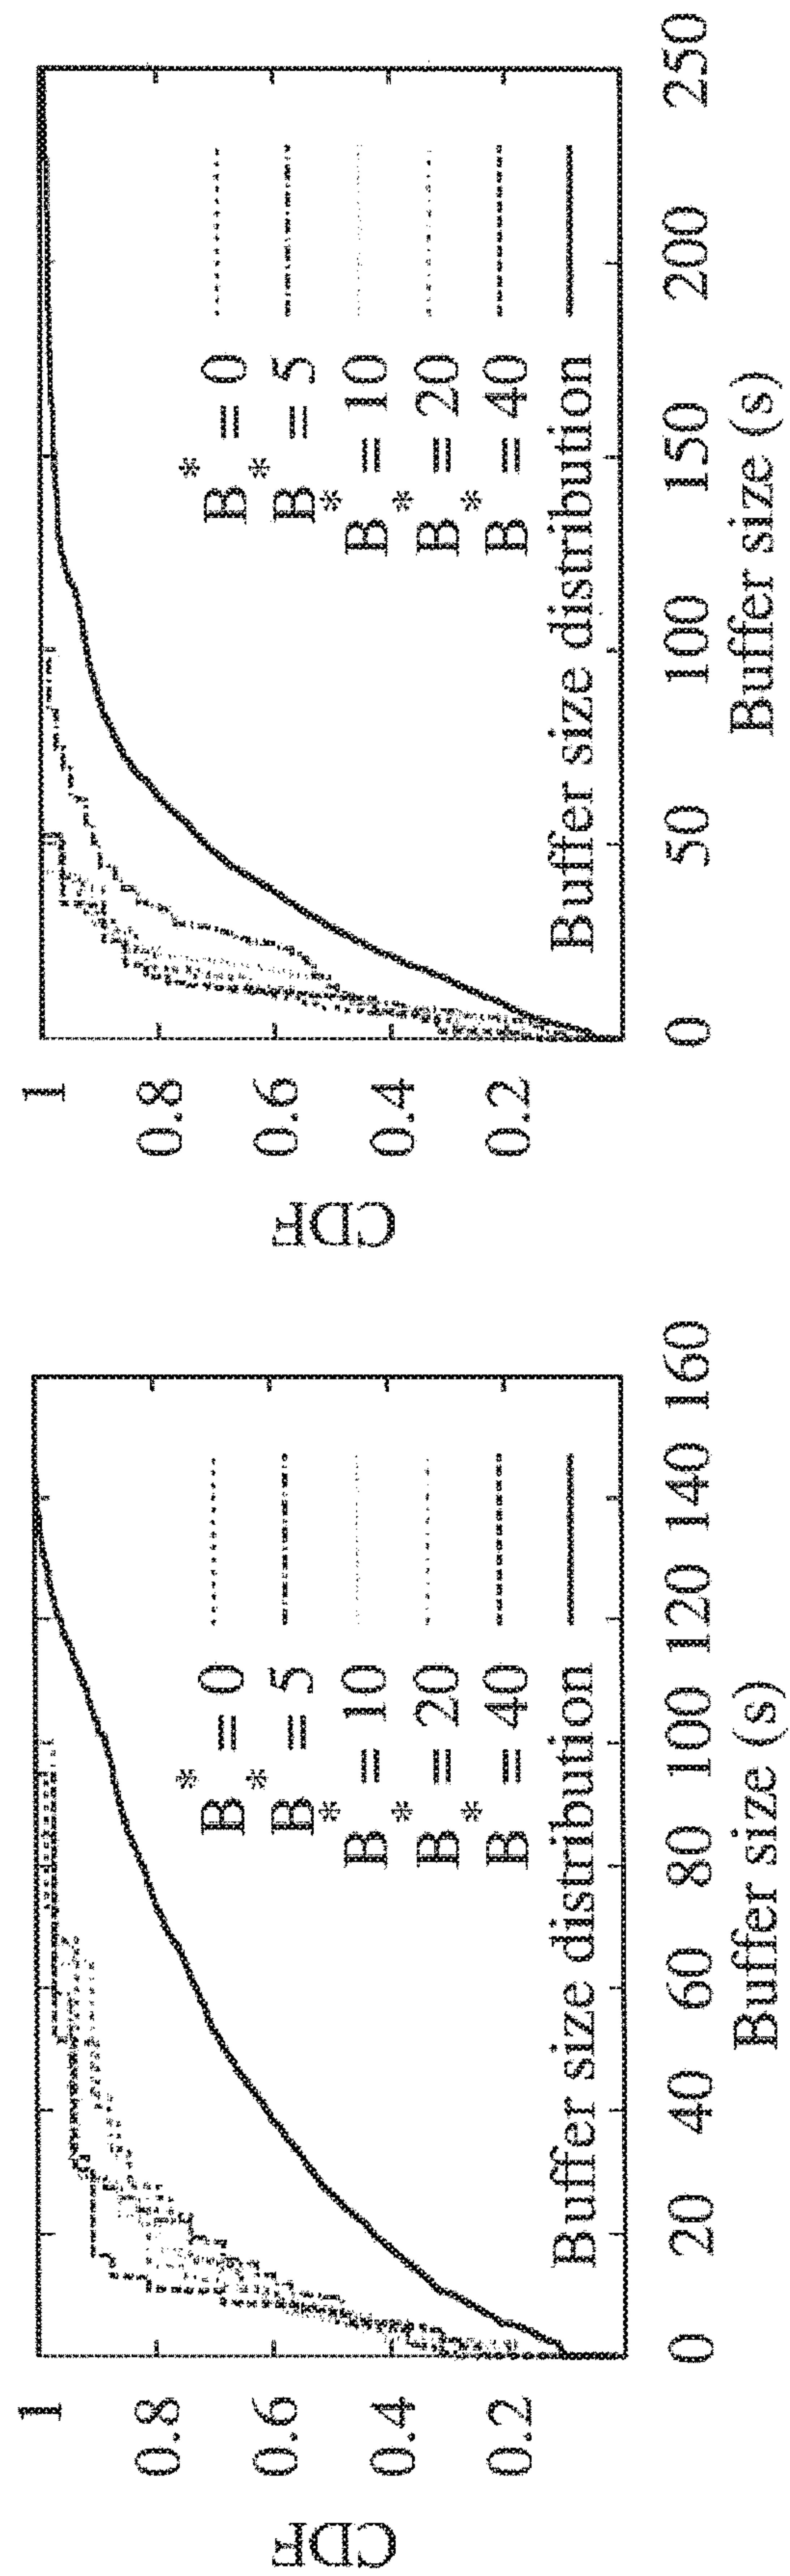 CDF
1
0.8
0.6
0.4
0.2
B* = 0
B* = 5
B* = 10
B* = 20
B* = 40
Buffer size distribution
0 20 40 60 80 100 120 140 160
Buffer size (s)
CDF
1
0.8
0.6
0.4
0.2
B* = 0
B* = 5
B* = 10
B* = 20
B* = 40
Buffer size distribution
0 50 100 150 200 250
Buffer size (s)